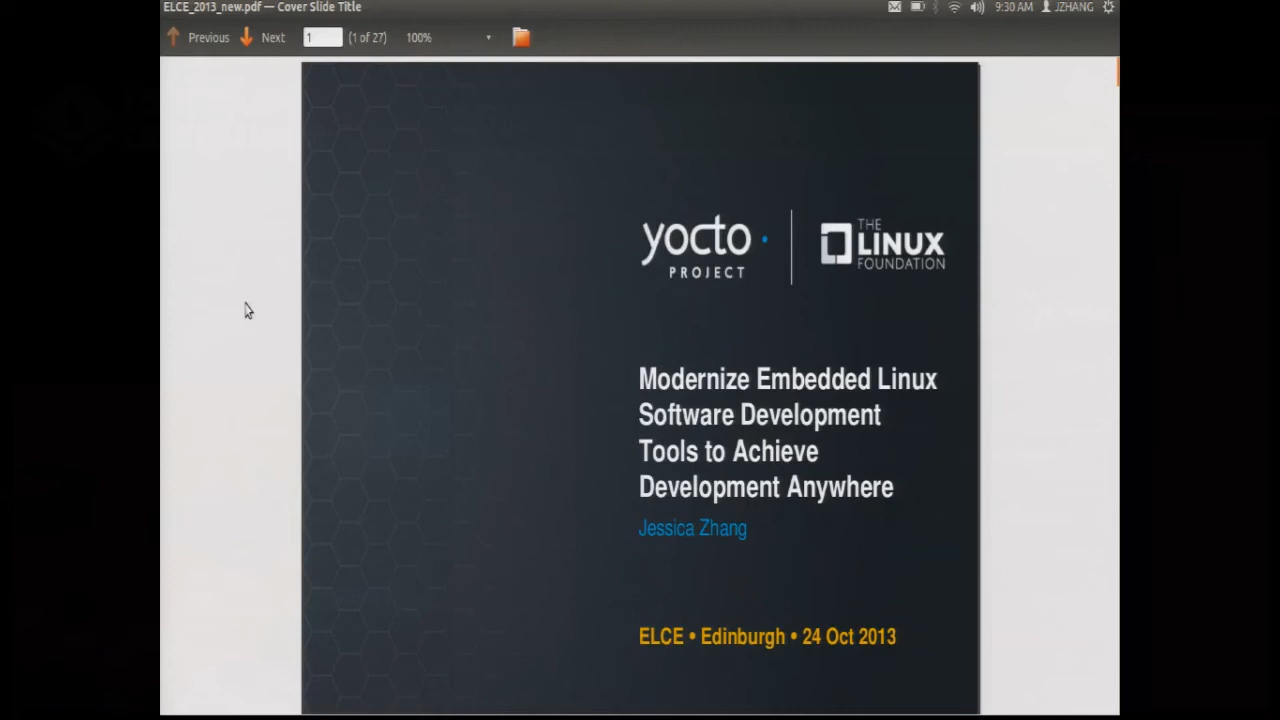 ELCE_2013_new.pdf — Cover Slide Title
9:30 AM JZHANG
Previous Next 1 (1 of 27) 100%
yocto
PROJECT
THE
LINUX
FOUNDATION
Modernize Embedded Linux
Software Development
Tools to Achieve
Development Anywhere
Jessica Zhang
ELCE • Edinburgh • 24 Oct 2013